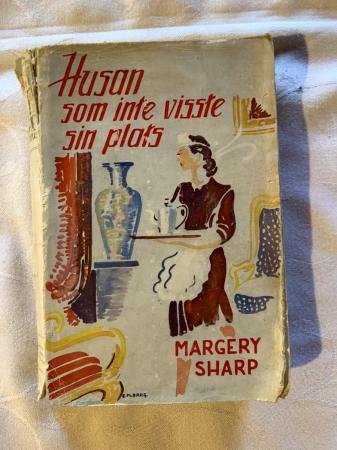 Husan
som inte visste
sin plats
MARGERY
SHARP